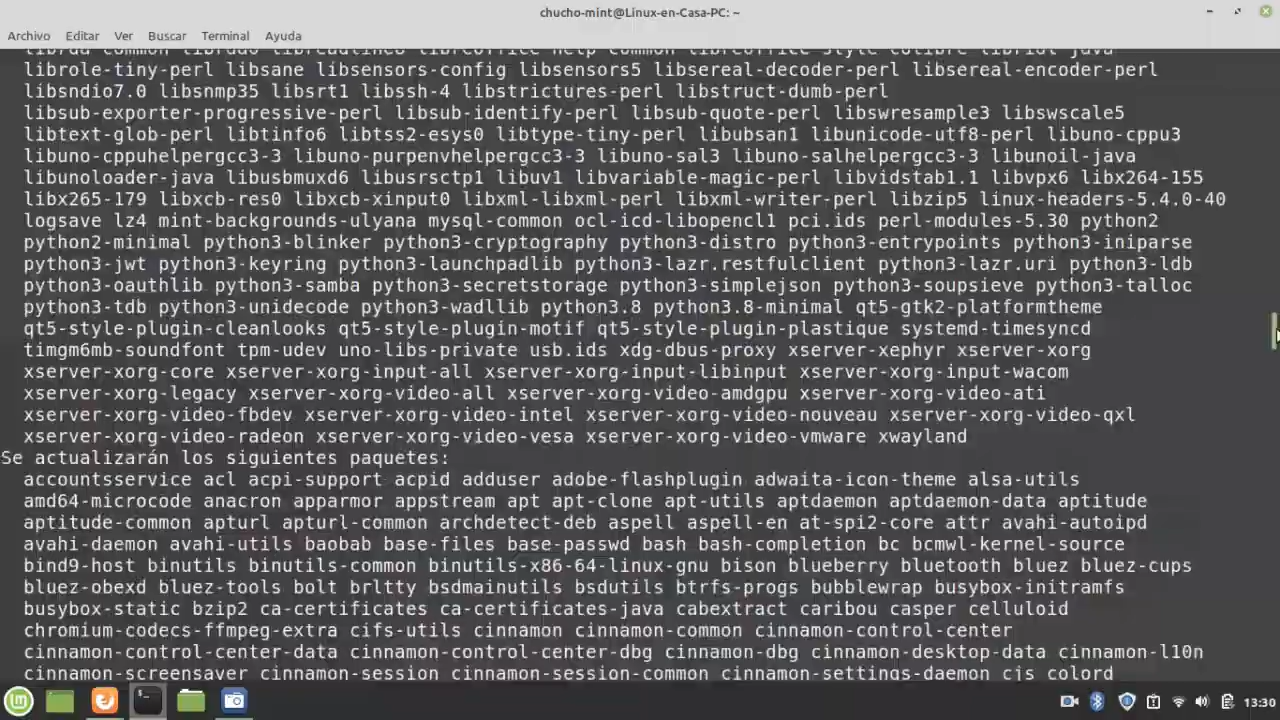 chucho-mint@Linux-en-Casa-PC: ~
Archivo Editar Ver Buscar Terminal Ayuda
librole-tiny-perl libsane libsensors-config libsensors5 libsereal-decoder-perl libsereal-encoder-perl
libsndio7.0 libsnmp35 libsrt1 libssh-4 libstrictures-perl libstruct-dumb-perl
libsub-exporter-progressive-perl libsub-identify-perl libsub-quote-perl libswresample3 libswscale5
libtext-glob-perl libtinfo6 libtss2-esys0 libtype-tiny-perl libubsan1 libunicode-utf8-perl libuno-cppu3
libuno-cppuhelpergcc3-3 libuno-purpenvhelpergcc3-3 libuno-sal3 libuno-salhelpergcc3-3 libunoil-java
libunoloader-java libusbmuxd6 libusrsctp1 libuv1 libvariable-magic-perl libvidstab1.1 libvpx6 libx264-155
libx265-179 libxcb-res0 libxcb-xinput0 libxml-libxml-perl libxml-writer-perl libzip5 linux-headers-5.4.0-40
logsave lz4 mint-backgrounds-ulyana mysql-common ocl-icd-libopencl1 pci.ids perl-modules-5.30 python2
python2-minimal python3-blinker python3-cryptography python3-distro python3-entrypoints python3-iniparse
python3-jwt python3-keyring python3-launchpadlib python3-lazr.restfulclient python3-lazr.uri python3-ldb
python3-oauthlib python3-samba python3-secretstorage python3-simplejson python3-soupsieve python3-talloc
python3-tdb python3-unidecode python3-wadllib python3.8 python3.8-minimal qt5-gtk2-platformtheme
qt5-style-plugin-cleanlooks qt5-style-plugin-motif qt5-style-plugin-plastique systemd-timesyncd
timgm6mb-soundfont tpm-udev uno-libs-private usb.ids xdg-dbus-proxy xserver-xephyr xserver-xorg
xserver-xorg-core xserver-xorg-input-all xserver-xorg-input-libinput xserver-xorg-input-wacom
xserver-xorg-legacy xserver-xorg-video-all xserver-xorg-video-amdgpu xserver-xorg-video-ati
xserver-xorg-video-fbdev xserver-xorg-video-intel xserver-xorg-video-nouveau xserver-xorg-video-qxl
xserver-xorg-video-radeon xserver-xorg-video-vesa xserver-xorg-video-vmware xwayland
Se actualizarán los siguientes paquetes:
accountsservice acl acpi-support acpid adduser adobe-flashplugin adwaita-icon-theme alsa-utils
amd64-microcode anacron apparmor appstream apt apt-clone apt-utils aptdaemon aptdaemon-data aptitude
aptitude-common apturl apturl-common archdetect-deb aspell aspell-en at-spi2-core attr avahi-autoipd
avahi-daemon avahi-utils baobab base-files base-passwd bash bash-completion bc bcmwl-kernel-source
bind9-host binutils binutils-common binutils-x86-64-linux-gnu bison blueberry bluetooth bluez bluez-cups
bluez-obexd bluez-tools bolt brltty bsdmainutils bsdutils btrfs-progs bubblewrap busybox-initramfs
busybox-static bzip2 ca-certificates ca-certificates-java cabextract caribou casper celluloid
chromium-codecs-ffmpeg-extra cifs-utils cinnamon cinnamon-common cinnamon-control-center
cinnamon-control-center-data cinnamon-control-center-dbg cinnamon-dbg cinnamon-desktop-data cinnamon-l10n
cinnamon-screensaver cinnamon-session cinnamon-session-common cinnamon-settings-daemon cjs colord
13:30